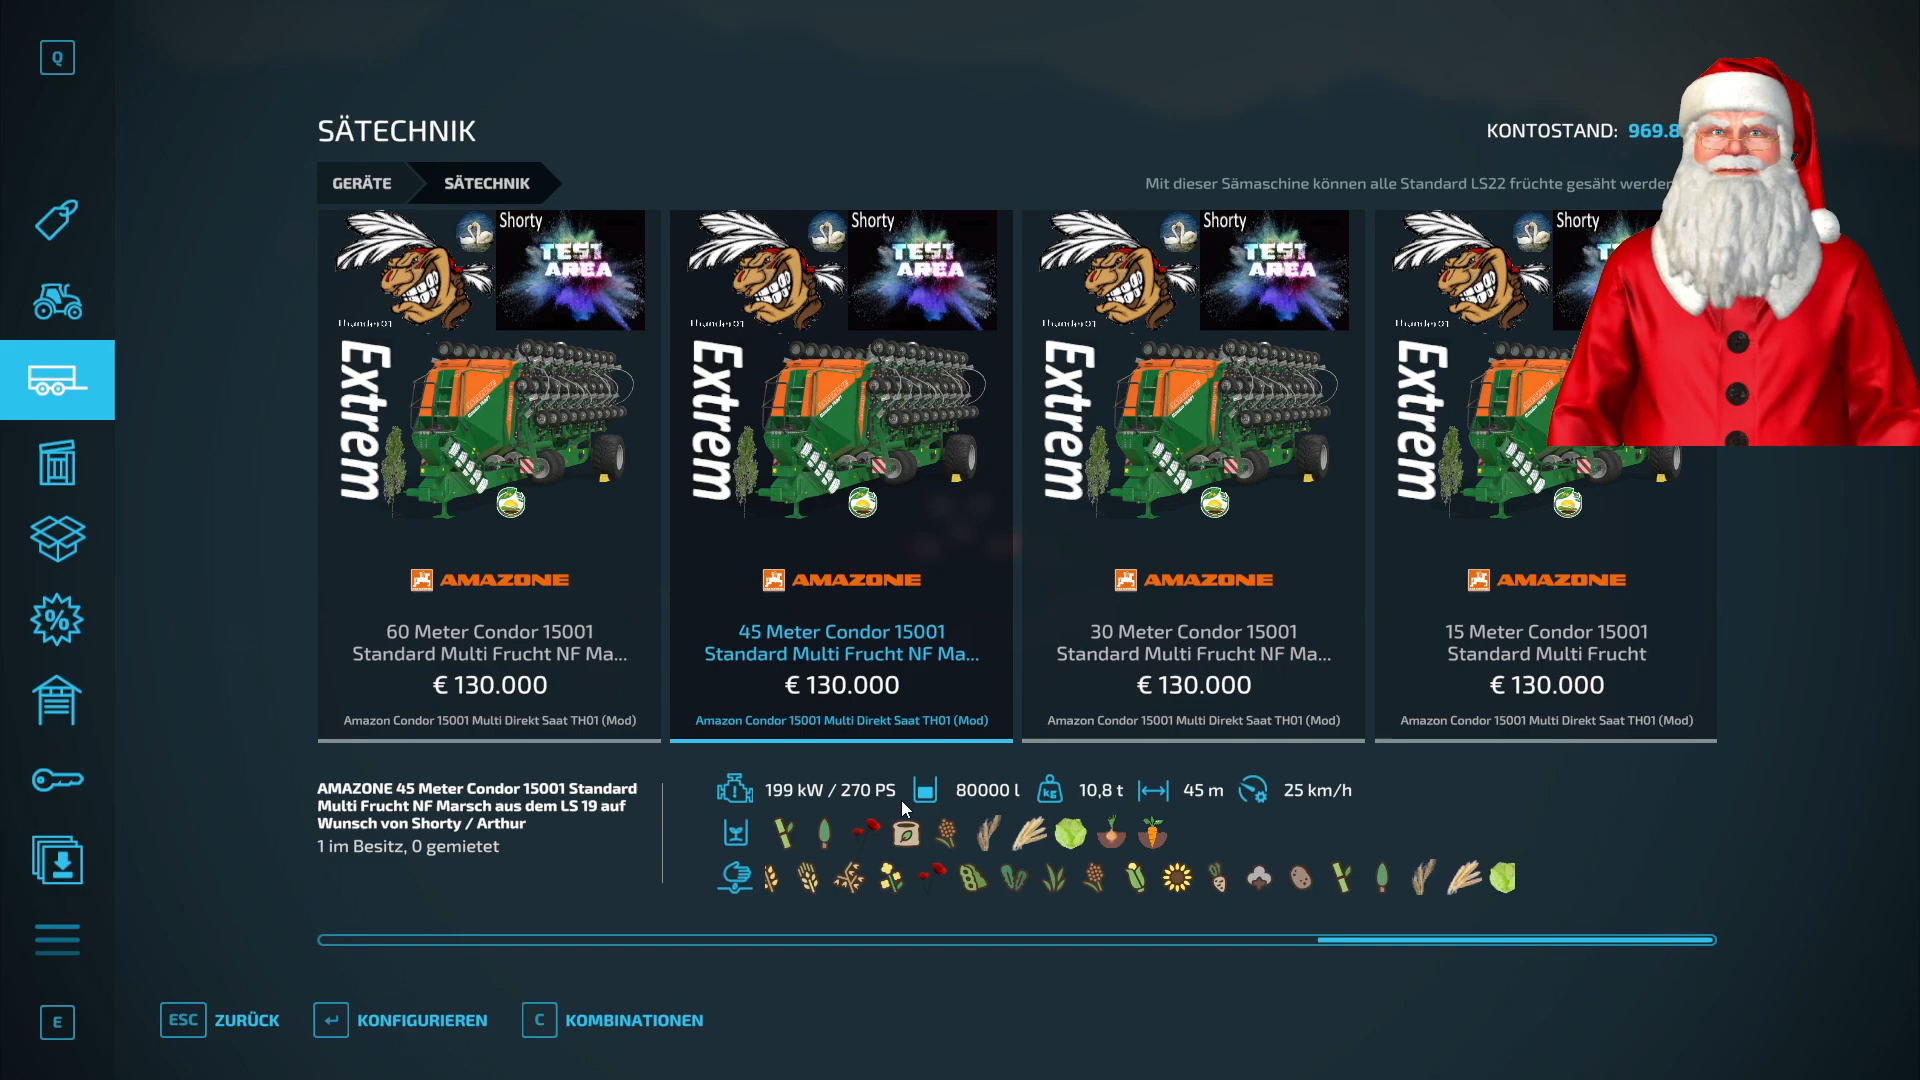 Q
SÄTECHNIK
KONTOSTAND: 969.8
GERÄTE
SÄTECHNIK
Mit dieser Sämaschine können alle Standard LS22 früchte gesäht werden
Shorty
TEST
AREA
Thunder01
Extrem
Shorty
TEST
AREA
Thunder01
Extrem
Shorty
TEST
AREA
Thunder01
Extrem
Shorty
Thunder01
Extrem
AMAZONE
AMAZONE
AMAZONE
AMAZONE
60 Meter Condor 15001
Standard Multi Frucht NF Ma...
€ 130.000
Amazon Condor 15001 Multi Direkt Saat TH01 (Mod)
45 Meter Condor 15001
Standard Multi Frucht NF Ma...
€ 130.000
Amazon Condor 15001 Multi Direkt Saat TH01 (Mod)
30 Meter Condor 15001
Standard Multi Frucht NF Ma...
€ 130.000
Amazon Condor 15001 Multi Direkt Saat TH01 (Mod)
15 Meter Condor 15001
Standard Multi Frucht
€ 130.000
Amazon Condor 15001 Multi Direkt Saat TH01 (Mod)
AMAZONE 45 Meter Condor 15001 Standard
Multi Frucht NF Marsch aus dem LS 19 auf
Wunsch von Shorty / Arthur
1 im Besitz, 0 gemietet
199 kW / 270 PS
80000 l
kg
10,8 t
45 m
25 km/h
%
E
ESC ZURÜCK
KONFIGURIEREN
C KOMBINATIONEN